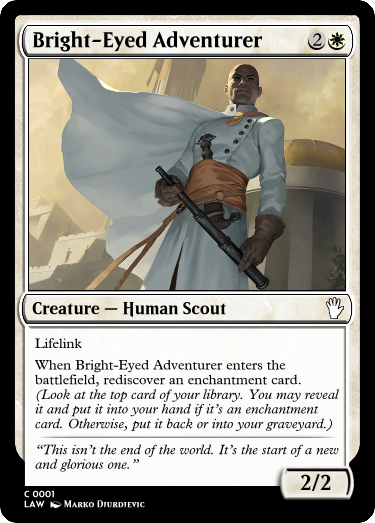 Bright-Eyed Adventurer 2
Creature — Human Scout
Lifelink
When Bright-Eyed Adventurer enters the
battlefield, rediscover an enchantment card.
(Look at the top card of your library. You may reveal
it and put it into your hand if it's an enchantment
card. Otherwise, put it back or into your graveyard.)
"This isn't the end of the world. It's the start of a new
and glorious one."
2/2
C 0001
LAW Marko Djurdjevic